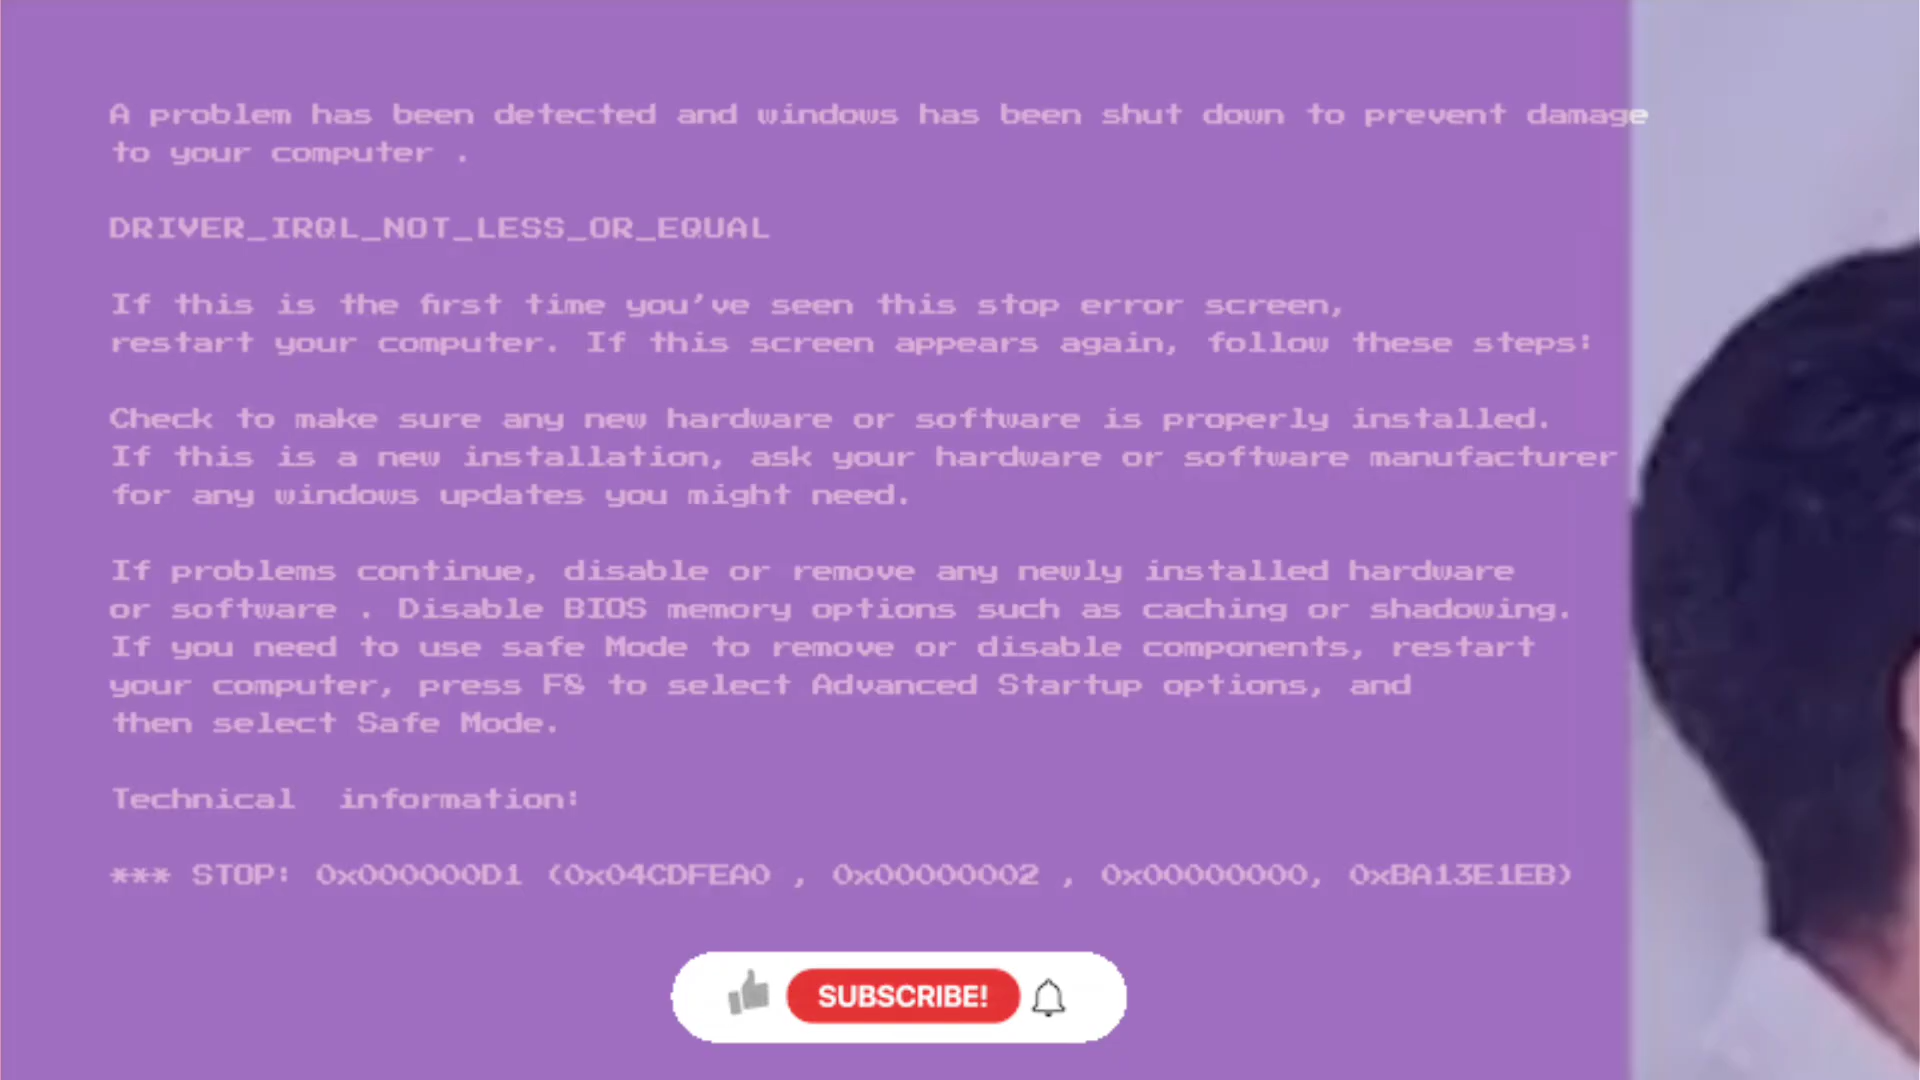 A problem has been detected and windows has been shut down to prevent damage
to your computer .
DRIVER_IRQL_NOT_LESS_OR_EQUAL
If this is the first time you've seen this stop error screen,
restart your computer. If this screen appears again, follow these steps:
Check to make sure any new hardware or software is properly installed.
If this is a new installation, ask your hardware or software manufacturer
for any windows updates you might need.
If problems continue, disable or remove any newly installed hardware
or software . Disable BIOS memory options such as caching or shadowing.
If you need to use safe Mode to remove or disable components, restart
your computer, press F8 to select Advanced Startup options, and
then select Safe Mode.
Technical information:
*** STOP: 0x000000D1 (0x04CDFEA0 , 0x00000002 , 0x00000000, 0xBA13E1EB)
SUBSCRIBE!